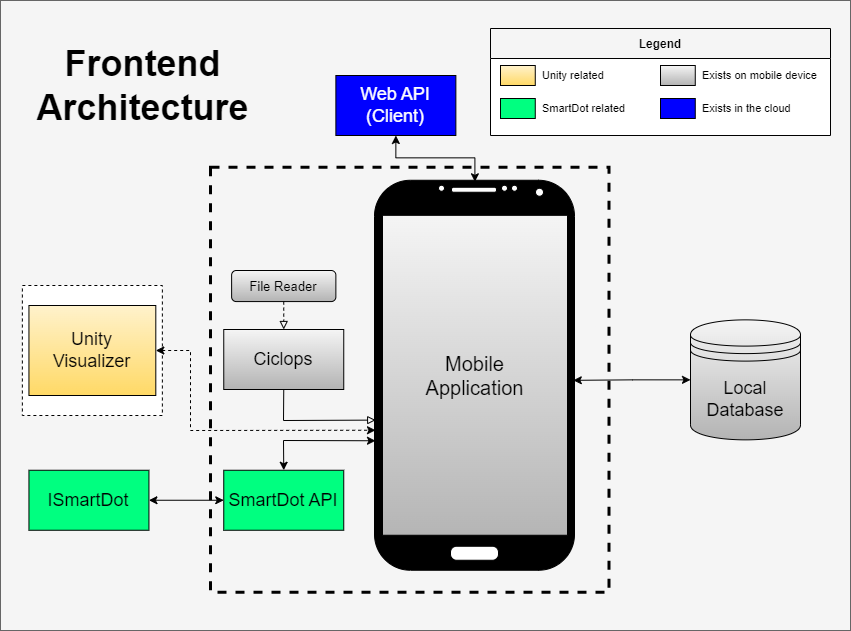 Frontend
Architecture
Legend
Unity related
Exists on mobile device
SmartDot related
Exists in the cloud
Web API
(Client)
File Reader
Unity
Visualizer
Ciclops
Mobile
Application
Local
Database
ISmartDot
SmartDot API